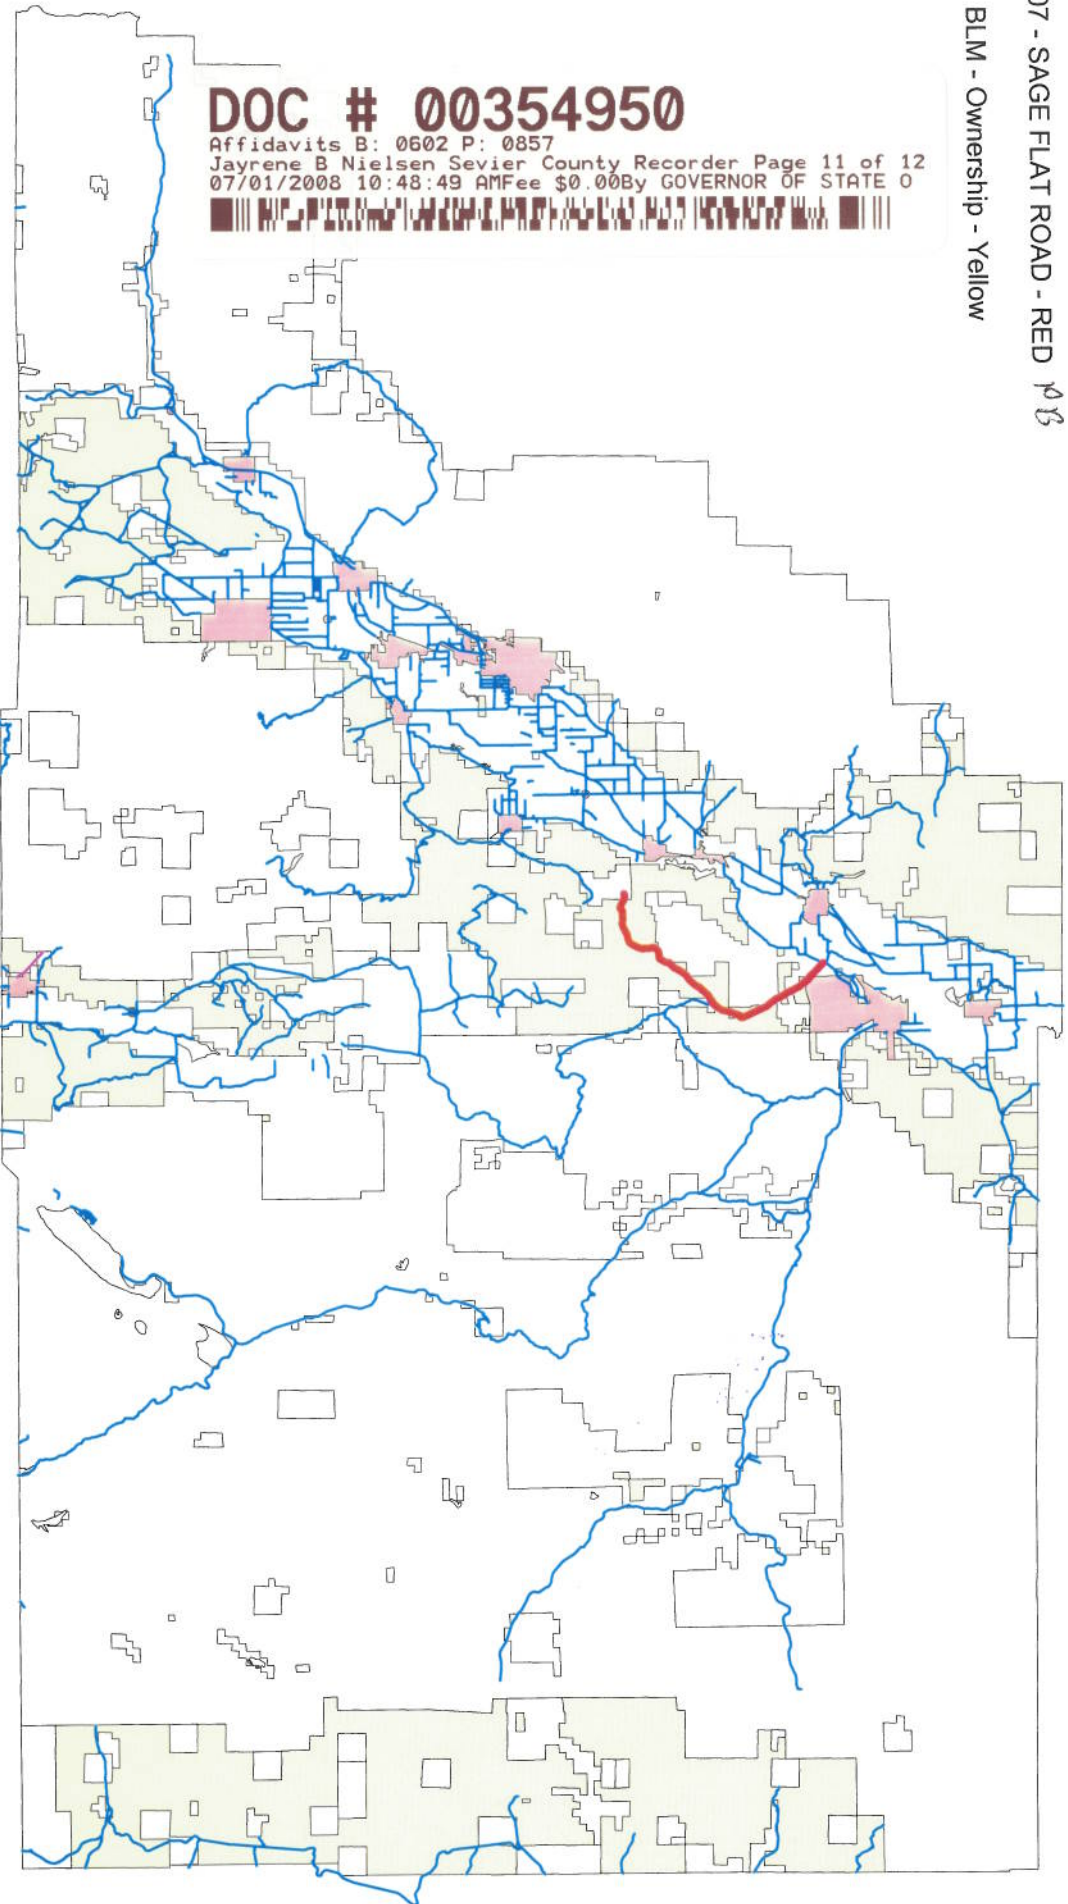 07 - SAGE FLAT ROAD - RED PB
BLM - Ownership - Yellow
DOC # 00354950
Affidavits B: 0602 P: 0857
Jayrene B Nielsen Sevier County Recorder Page 11 of 12
07/01/2008 10:48:49 AMFee $0.00By GOVERNOR OF STATE O